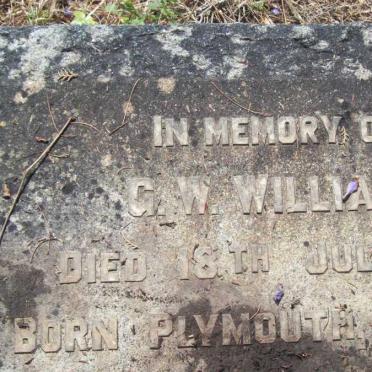 IN MEMORY O
G. W. WILLIA
DIED 18TH JUL
BORN PLYMOUTH.